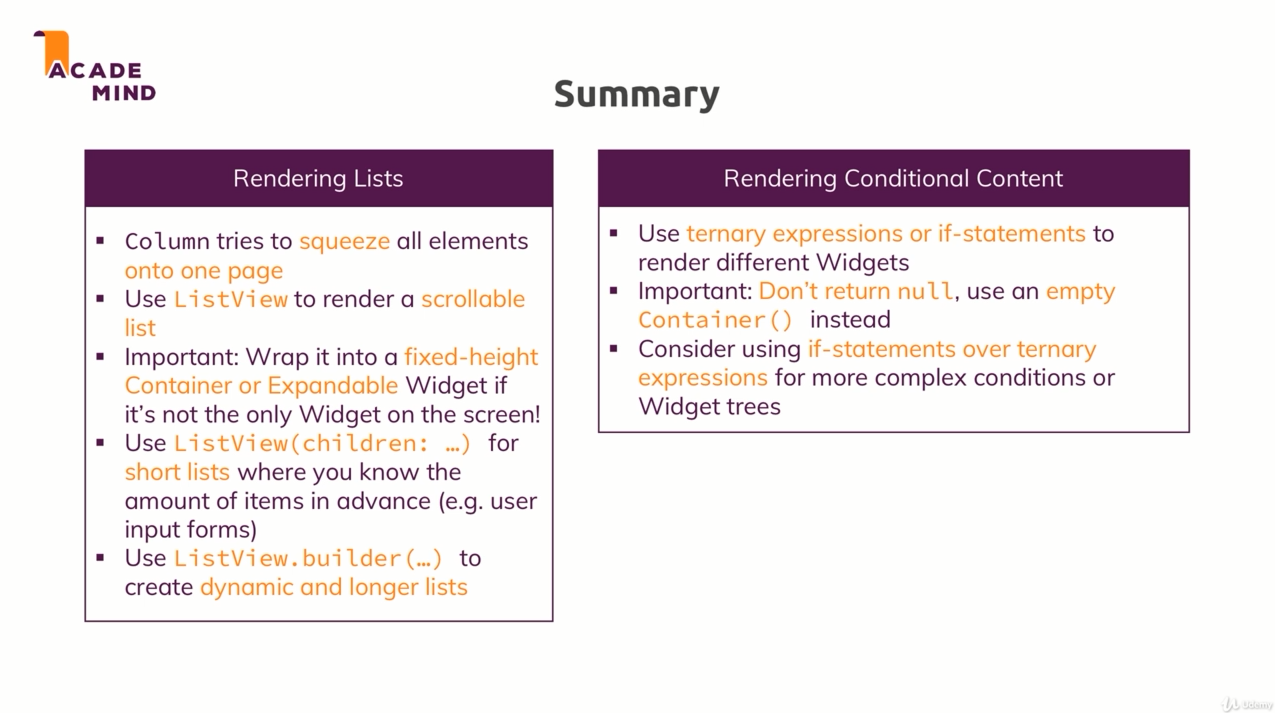 ACADE
MIND
Summary
Rendering Lists
▪ Column tries to squeeze all elements
onto one page
▪ Use ListView to render a scrollable
list
▪ Important: Wrap it into a fixed-height
Container or Expandable Widget if
it’s not the only Widget on the screen!
▪ Use ListView(children: …) for
short lists where you know the
amount of items in advance (e.g. user
input forms)
▪ Use ListView.builder(…) to
create dynamic and longer lists
Rendering Conditional Content
▪ Use ternary expressions or if-statements to
render different Widgets
▪ Important: Don’t return null, use an empty
Container() instead
▪ Consider using if-statements over ternary
expressions for more complex conditions or
Widget trees
Udemy